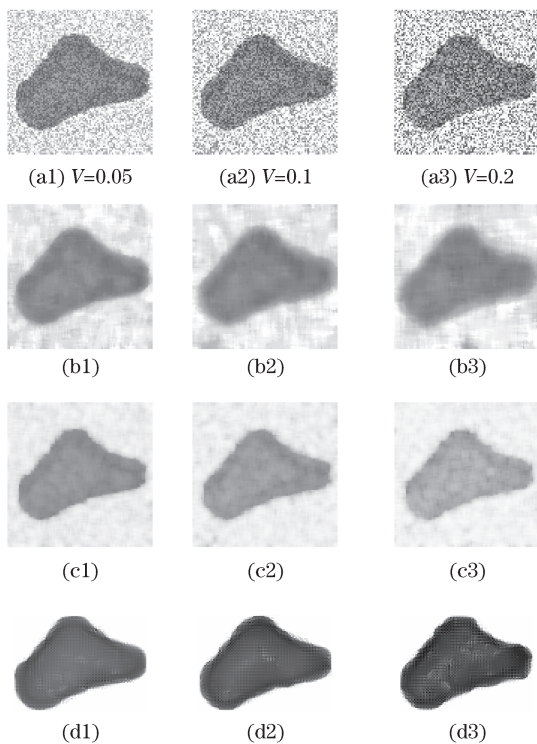 (a1) V=0.05 (a2) V=0.1 (a3) V=0.2
(b1) (b2) (b3)
(c1) (c2) (c3)
(d1) (d2) (d3)